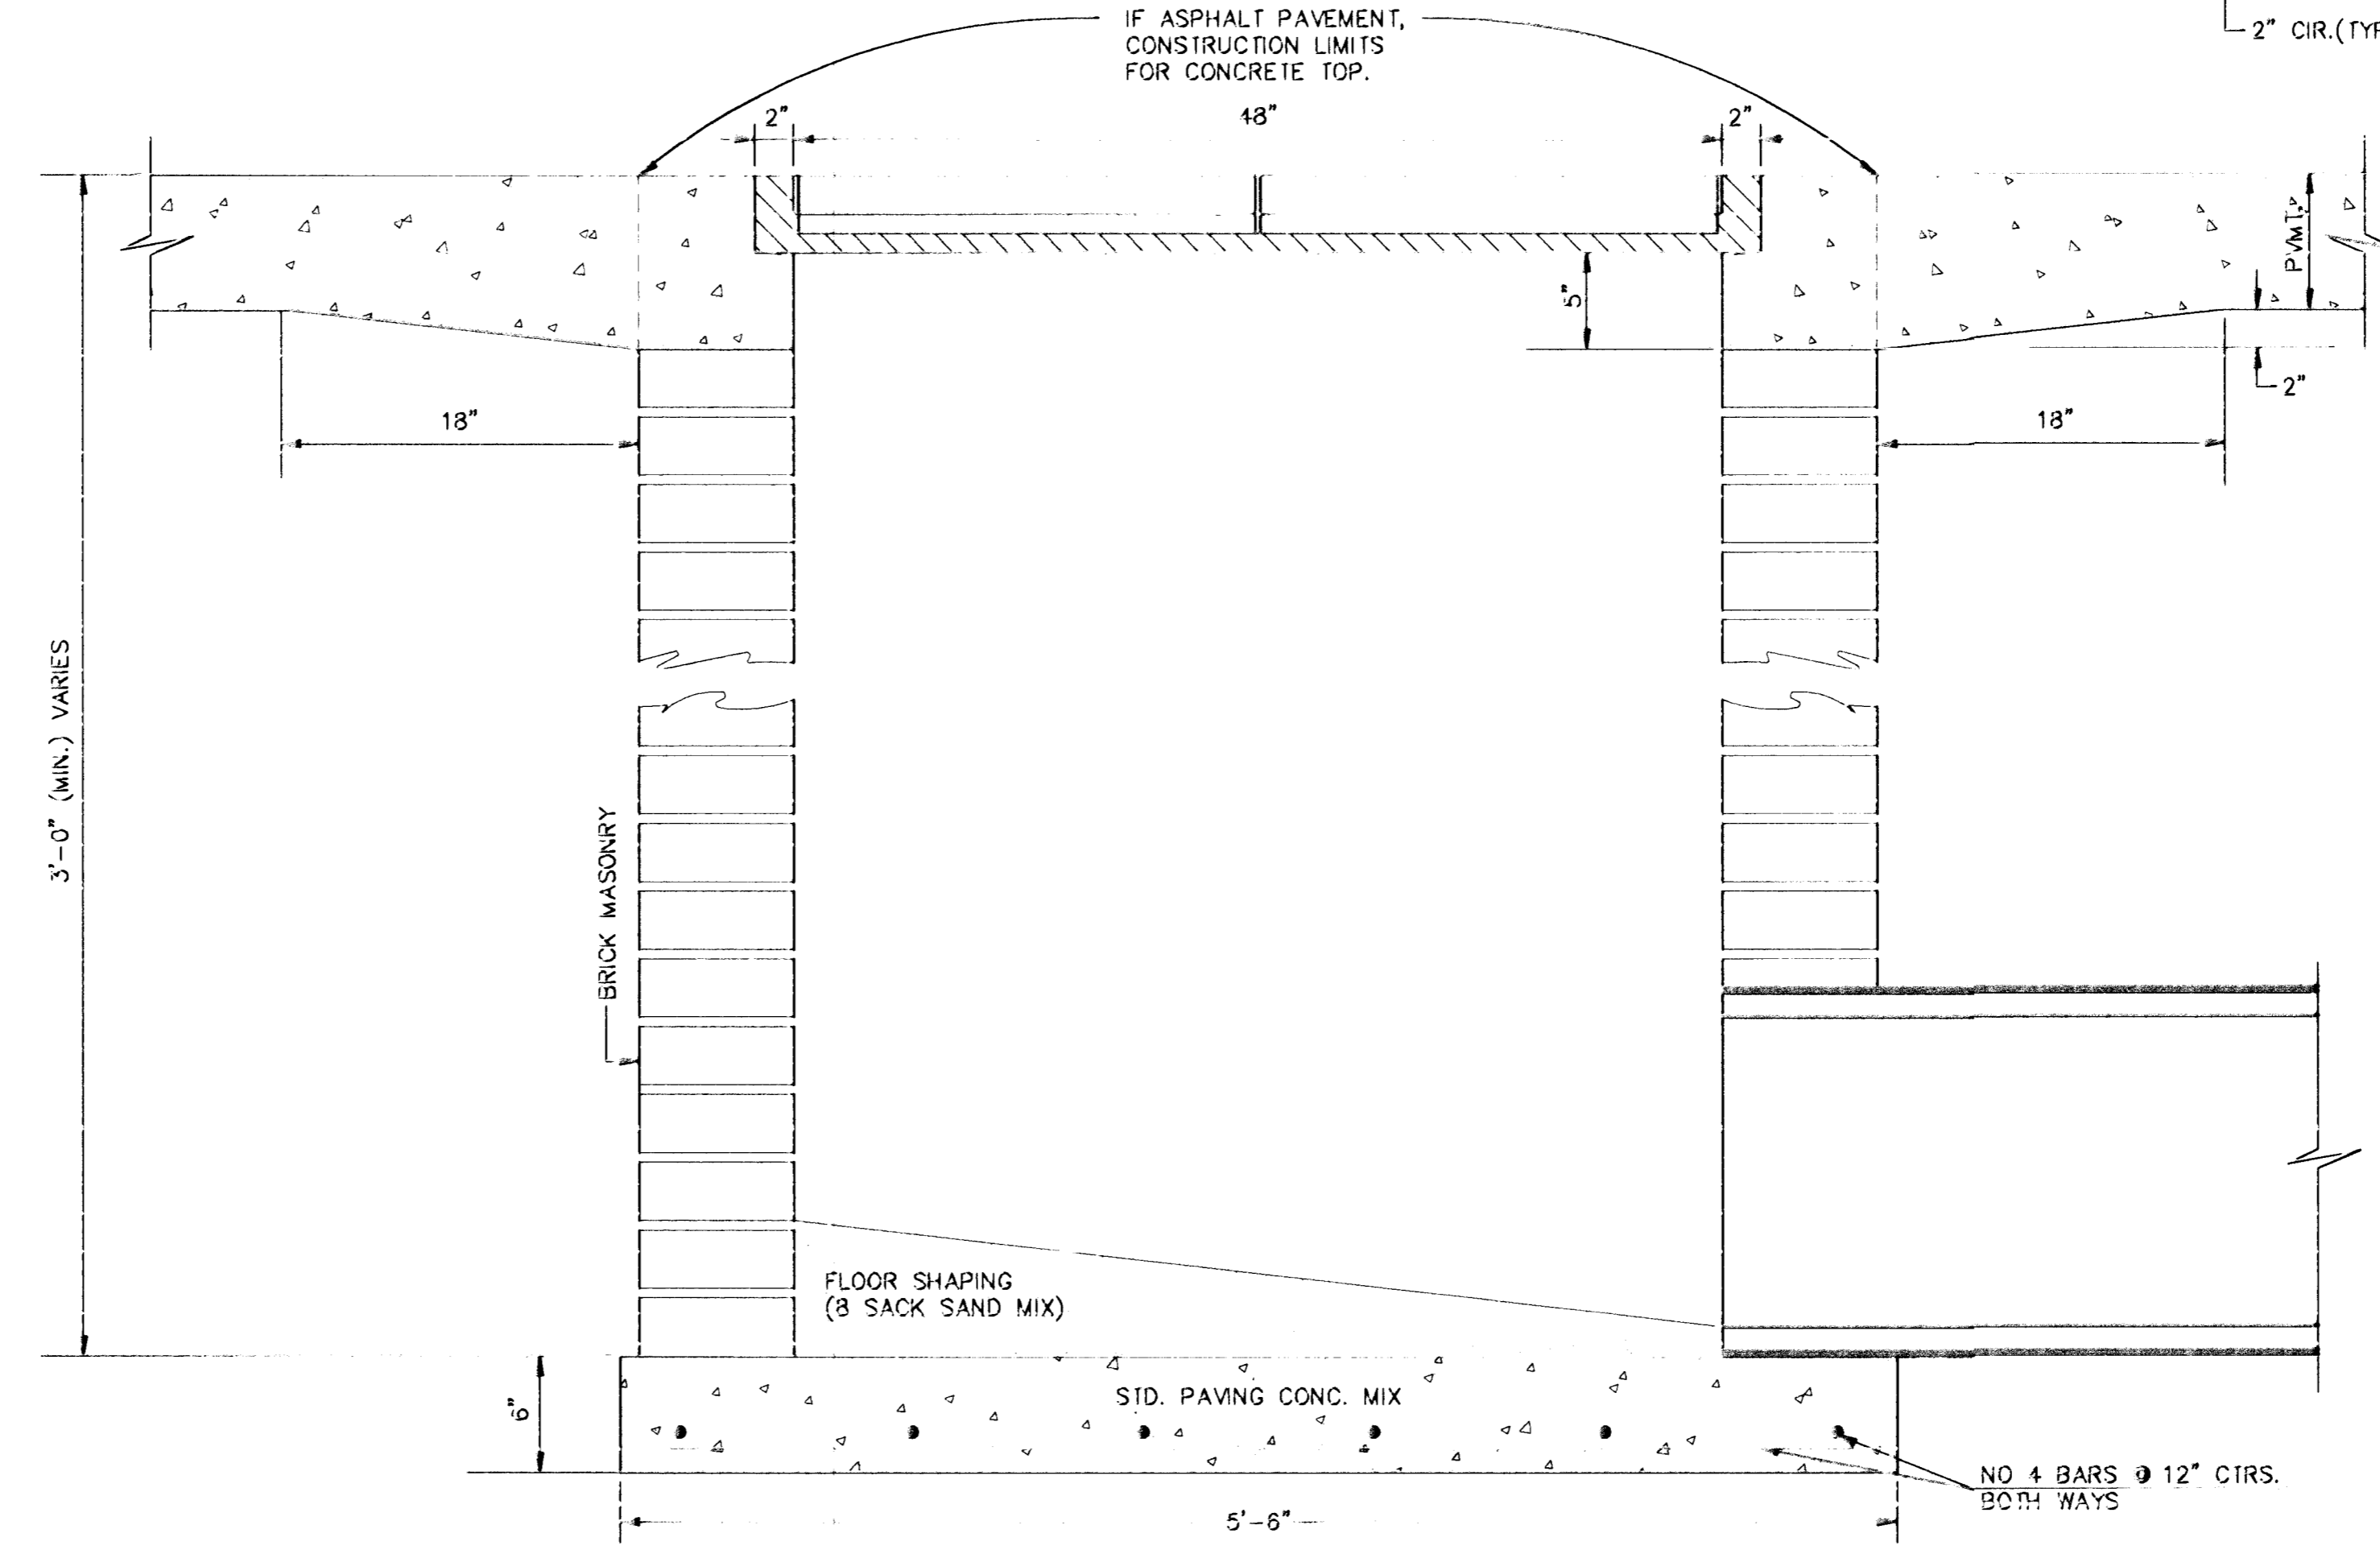 IF ASPHALT PAVEMENT,
CONSTRUCTION LIMITS
FOR CONCRETE TOP.
2" CIR.(TYP
2"
48"
2"
PVMT.
5"
2"
18"
18"
3'-0" (MIN.) VARIES
BRICK MASONRY
FLOOR SHAPING
(8 SACK SAND MIX)
STD. PAVING CONC. MIX
6"
NO 4 BARS @ 12" CTRS.
BOTH WAYS
5'-6"